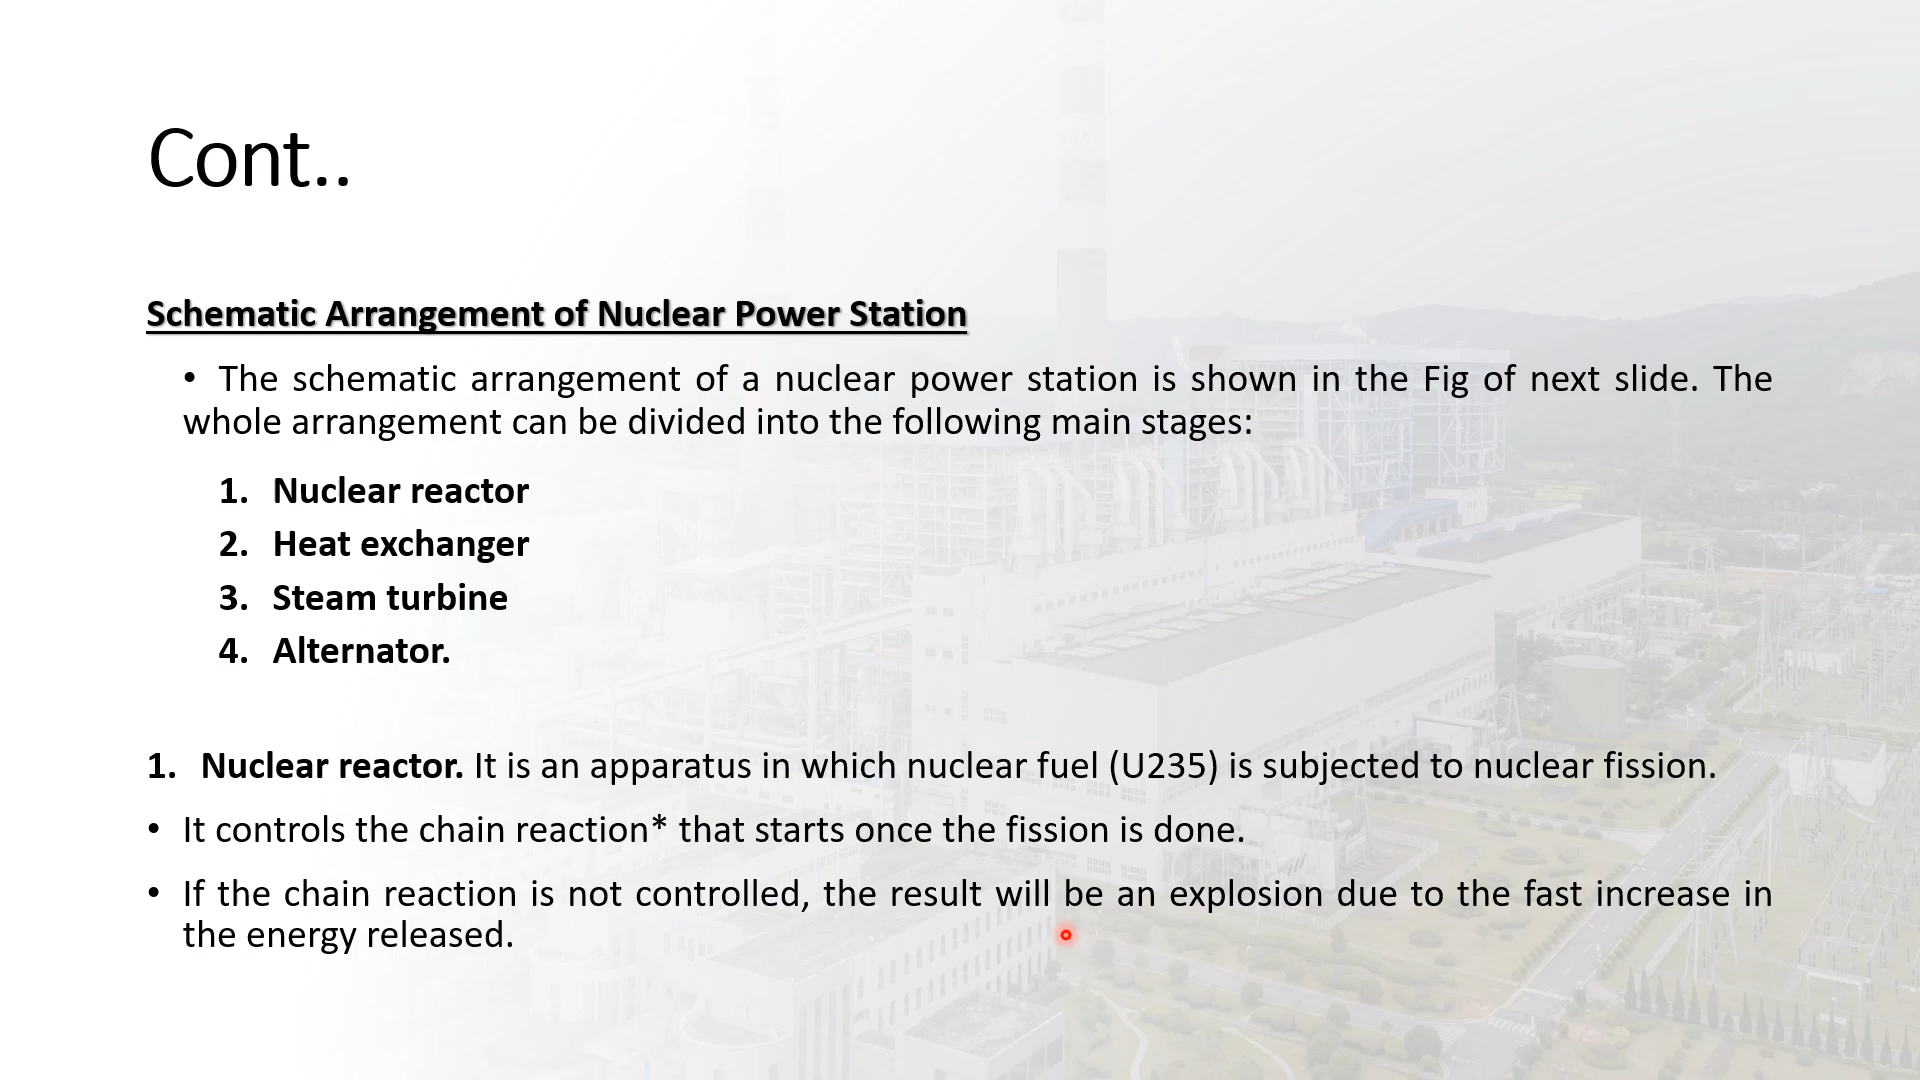 Cont..
Schematic Arrangement of Nuclear Power Station
• The schematic arrangement of a nuclear power station is shown in the Fig of next slide. The
whole arrangement can be divided into the following main stages:
1. Nuclear reactor
2. Heat exchanger
3. Steam turbine
4. Alternator.
1. Nuclear reactor. It is an apparatus in which nuclear fuel (U235) is subjected to nuclear fission.
• It controls the chain reaction* that starts once the fission is done.
• If the chain reaction is not controlled, the result will be an explosion due to the fast increase in
the energy released.